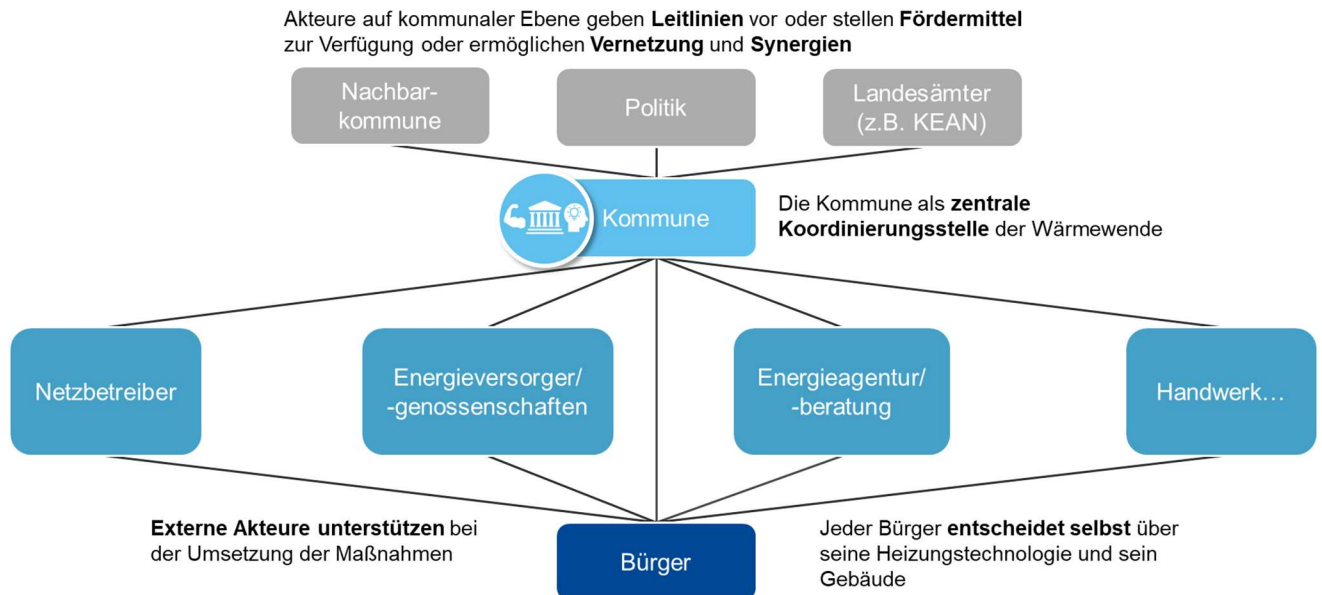 Akteure auf kommunaler Ebene geben Leitlinien vor oder stellen Fördermittel
zur Verfügung oder ermöglichen Vernetzung und Synergien
Nachbar-
kommune
Politik
Landesämter
(z.B. KEAN)
Kommune
Die Kommune als zentrale
Koordinierungsstelle der Wärmewende
Netzbetreiber
Energieversorger/
-genossenschaften
Energieagentur/
-beratung
Handwerk…
Externe Akteure unterstützen bei
der Umsetzung der Maßnahmen
Bürger
Jeder Bürger entscheidet selbst über
seine Heizungstechnologie und sein
Gebäude